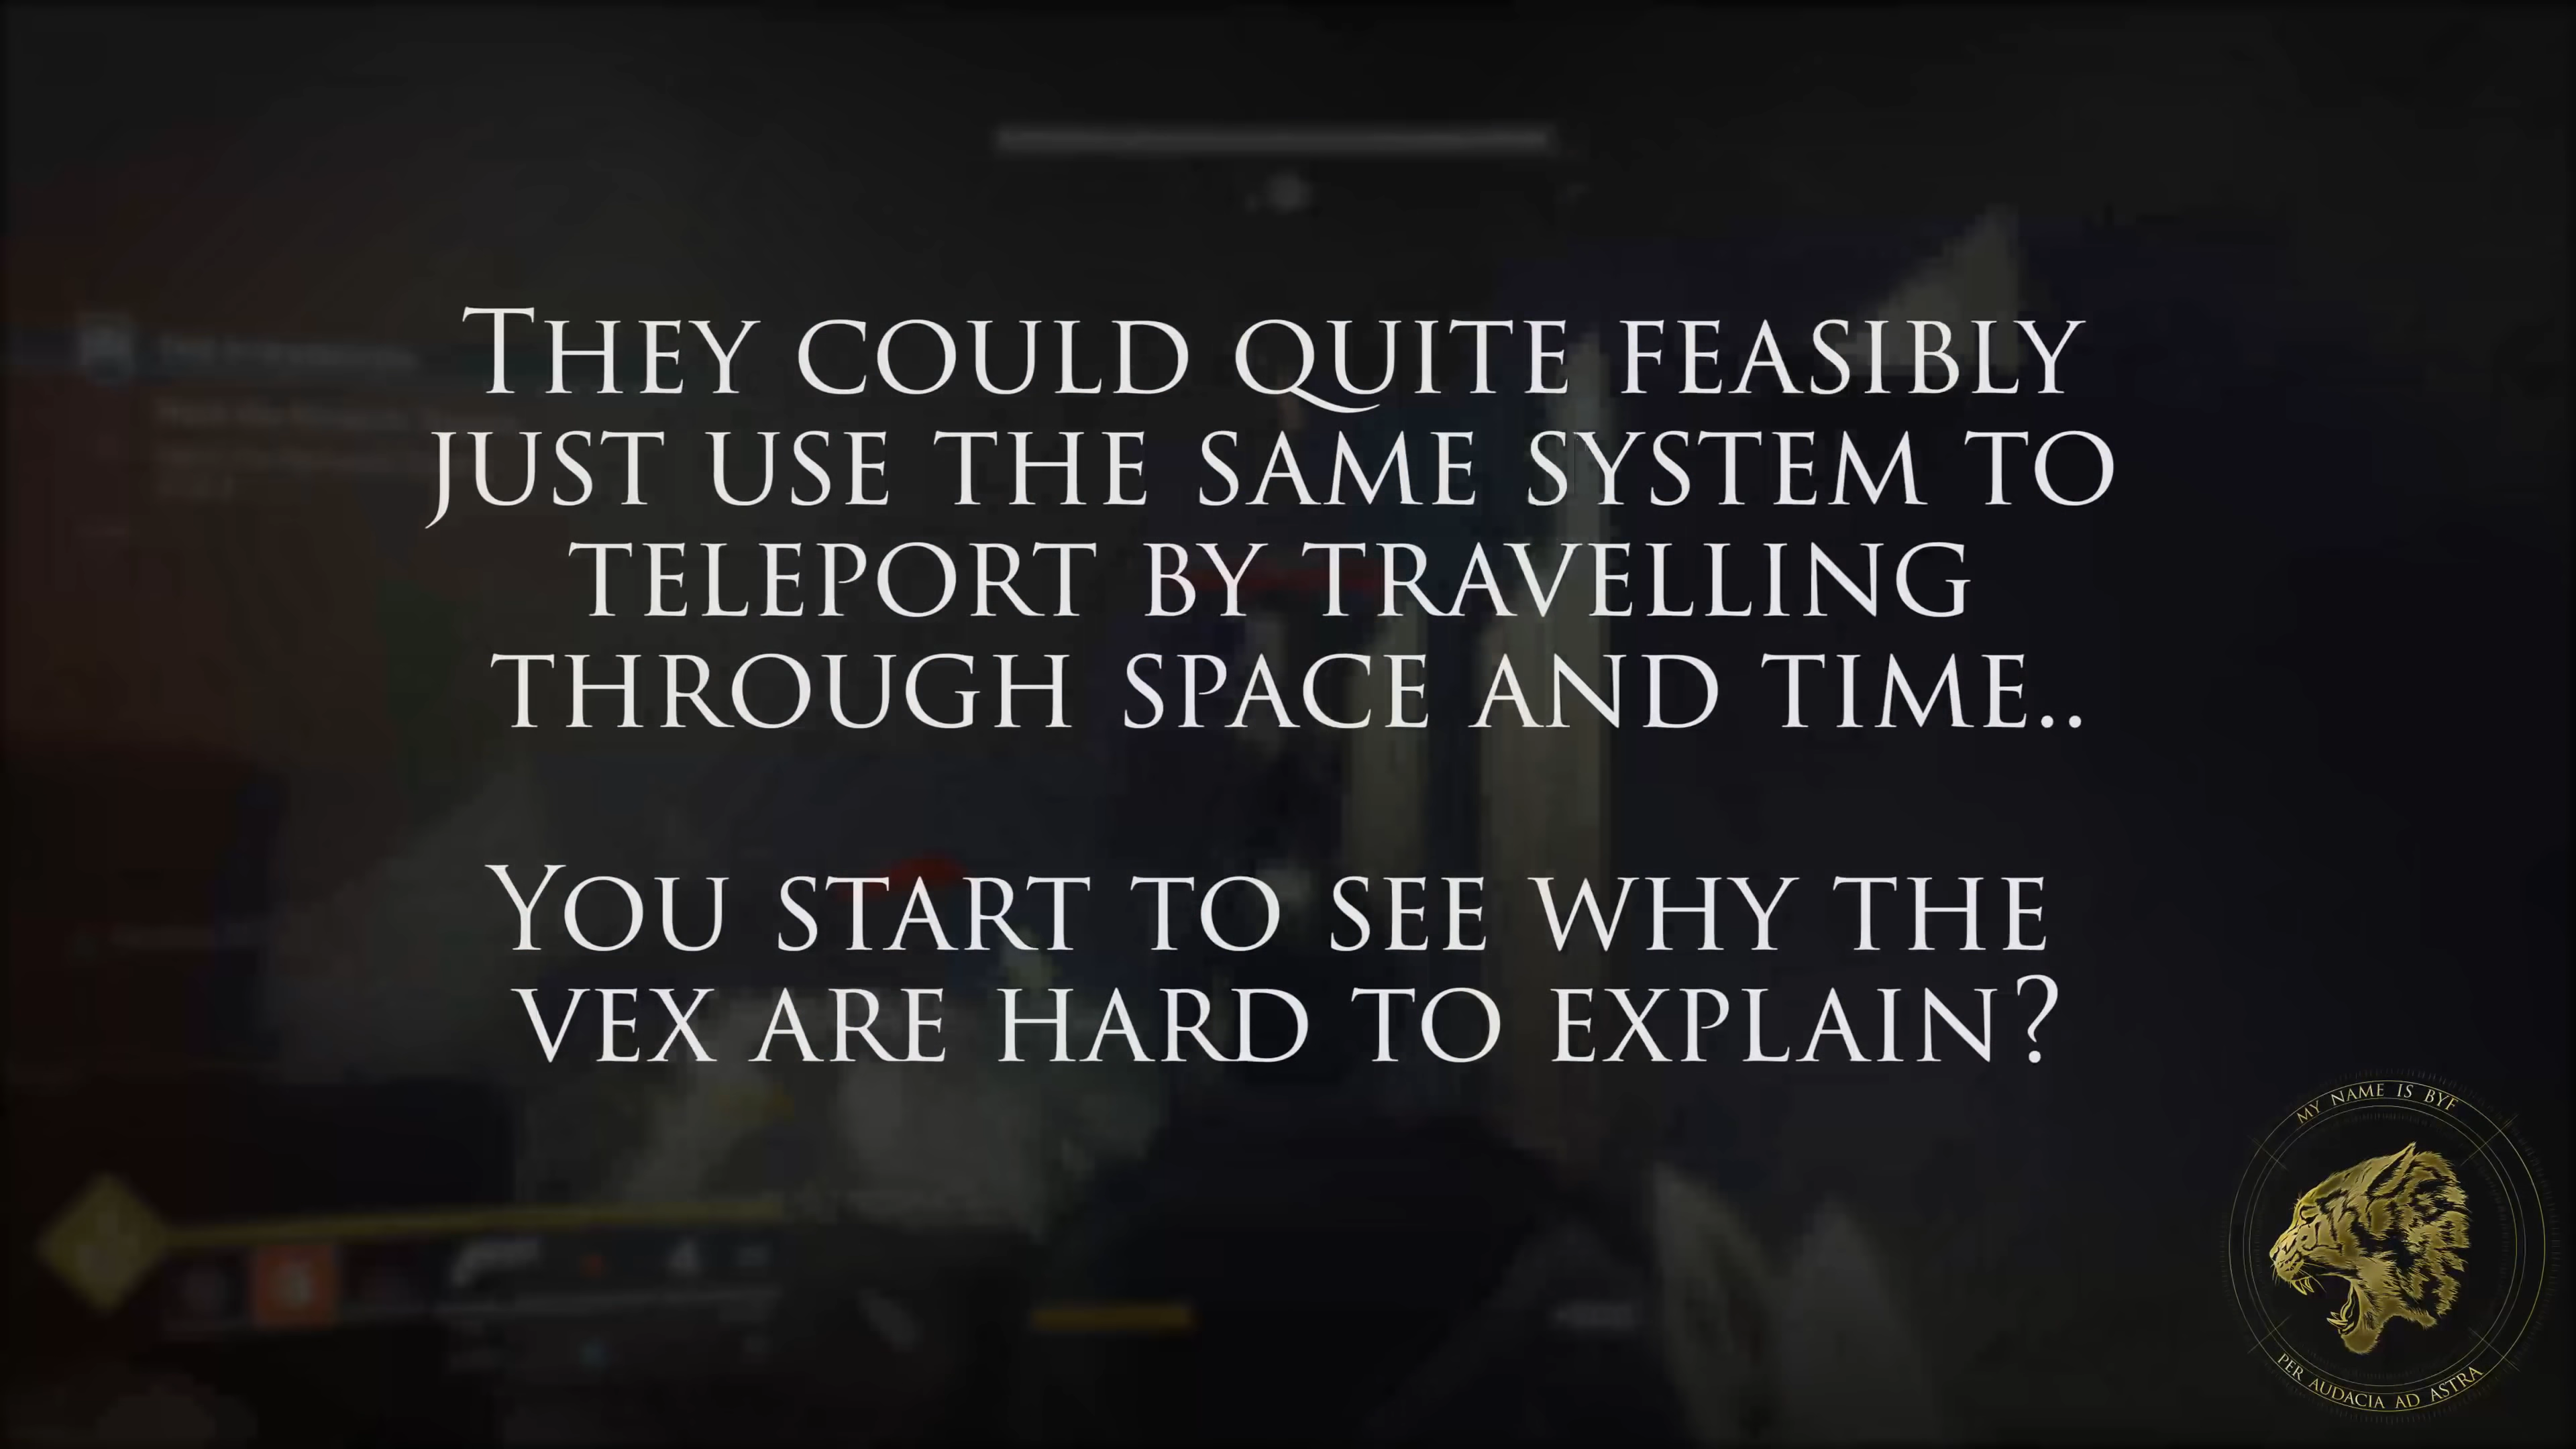 They could quite feasibly
just use the same system to
teleport by travelling
through space and time..
You start to see why the
vex are hard to explain?
MY NAME IS BYF
PER AUDACIA AD ASTRA